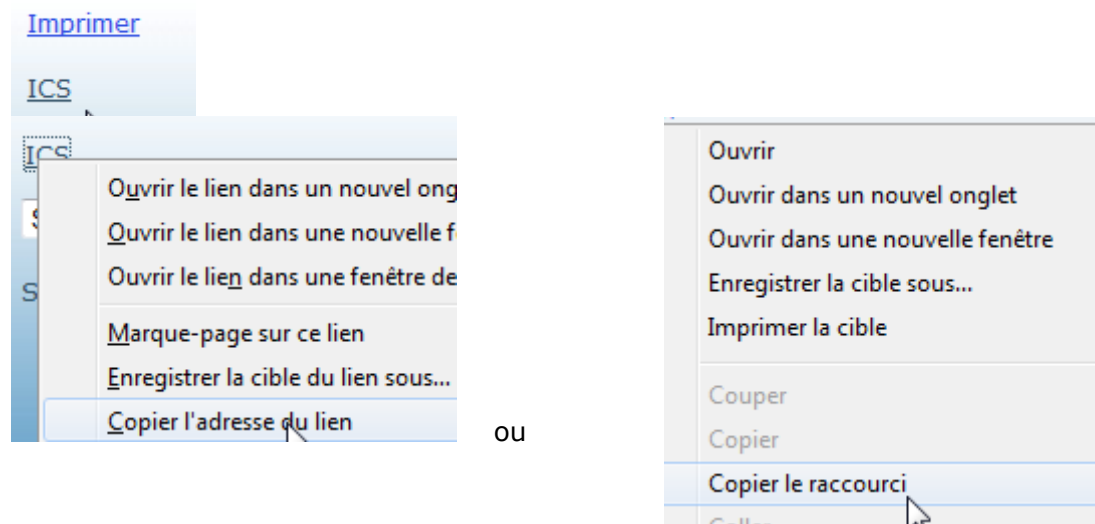 Imprimer
ICS
ICS
Ouvrir le lien dans un nouvel ong
Ouvrir le lien dans une nouvelle f
Ouvrir le lien dans une fenêtre de
S
Marque-page sur ce lien
Enregistrer la cible du lien sous...
Copier l'adresse du lien
ou
Ouvrir
Ouvrir dans un nouvel onglet
Ouvrir dans une nouvelle fenêtre
Enregistrer la cible sous...
Imprimer la cible
Couper
Copier
Copier le raccourci